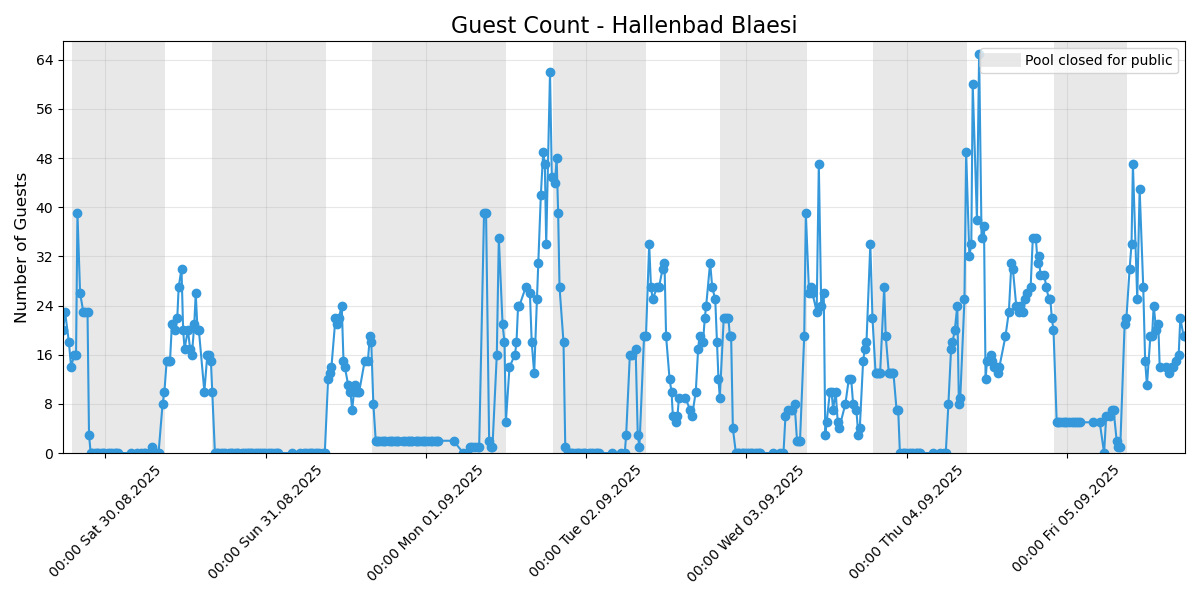 Guest Count - Hallenbad Blaesi
Pool closed for public
Number of Guests
64
56
48
40
32
24
16
8
0
00:00 Sat 30.08.2025
00:00 Sun 31.08.2025
00:00 Mon 01.09.2025
00:00 Tue 02.09.2025
00:00 Wed 03.09.2025
00:00 Thu 04.09.2025
00:00 Fri 05.09.2025